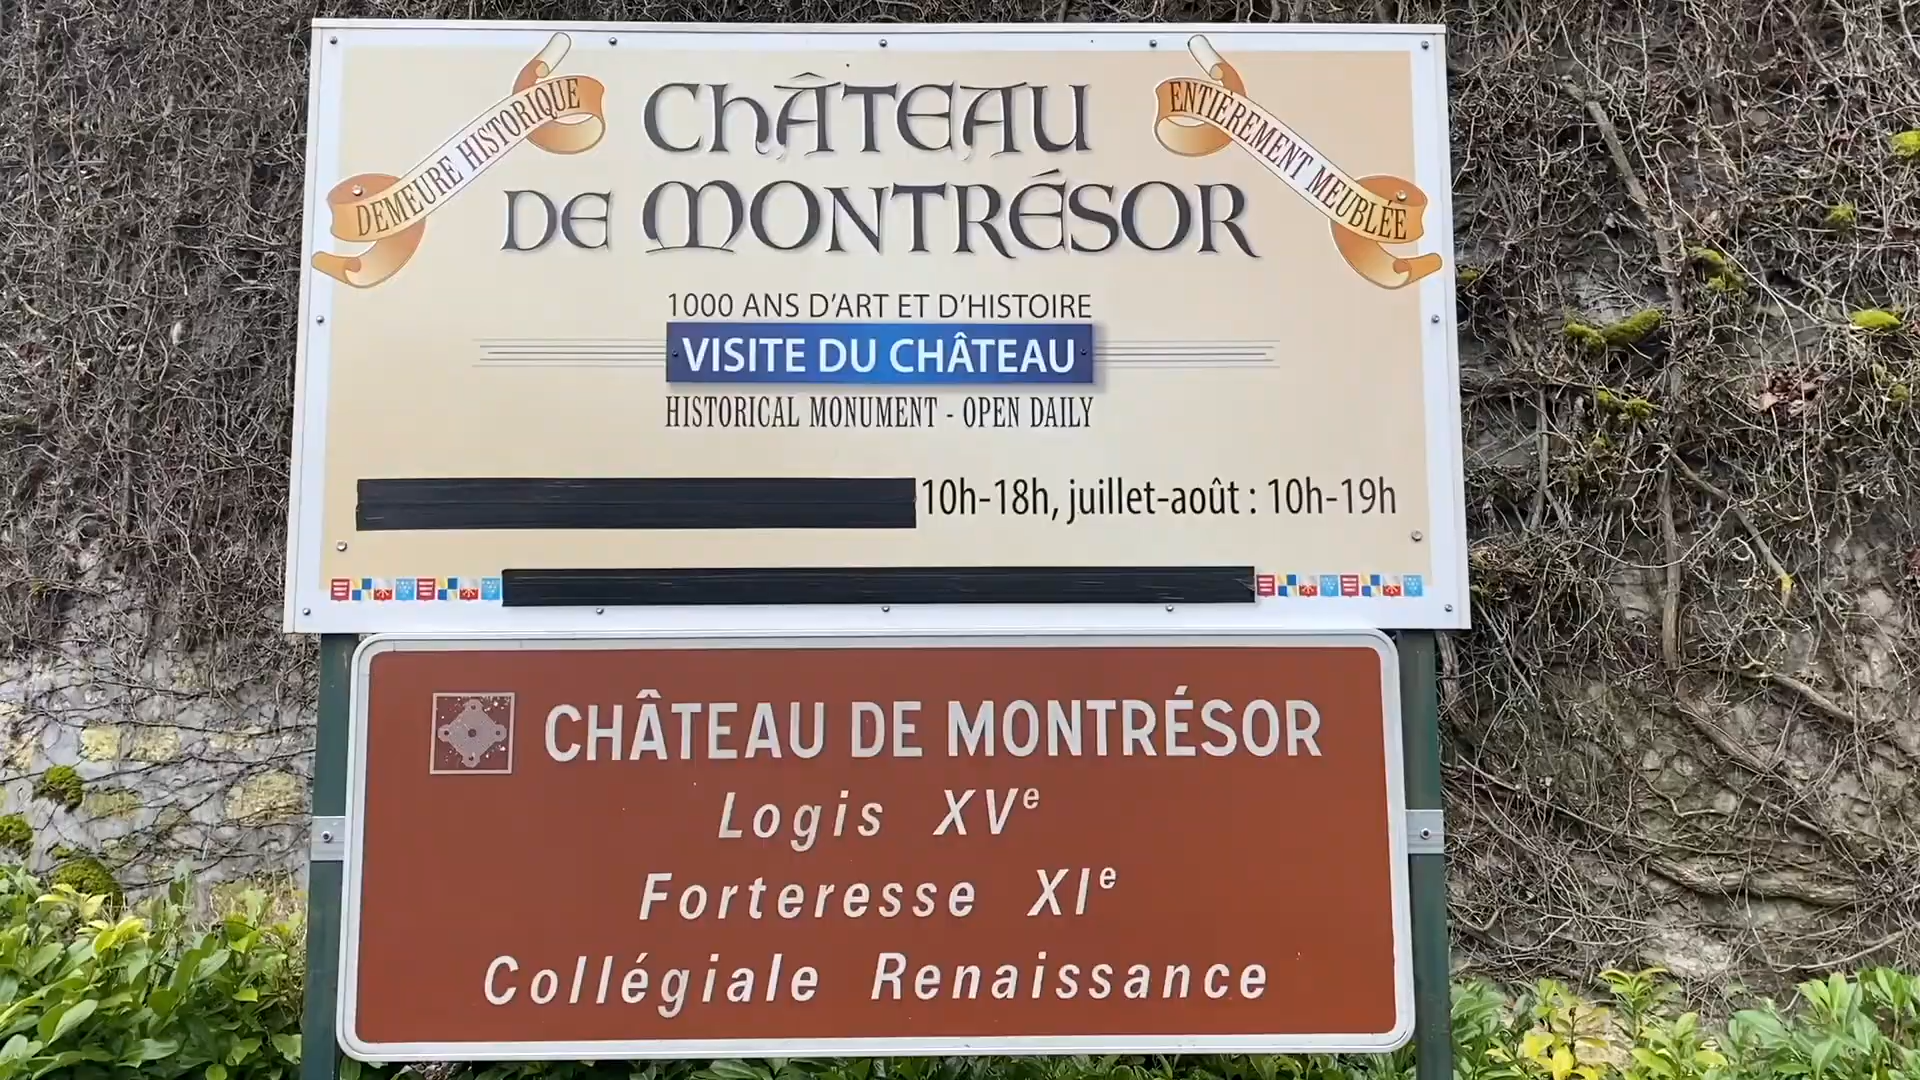 DEMEURE HISTORIQUE
ENTIÈREMENT MEUBLÉE
CHÂTEAU
DE MONTRÉSOR
1000 ANS D'ART ET D'HISTOIRE
VISITE DU CHÂTEAU
HISTORICAL MONUMENT - OPEN DAILY
10h-18h, juillet-août : 10h-19h
CHÂTEAU DE MONTRÉSOR
Logis XVe
Forteresse XIe
Collégiale Renaissance